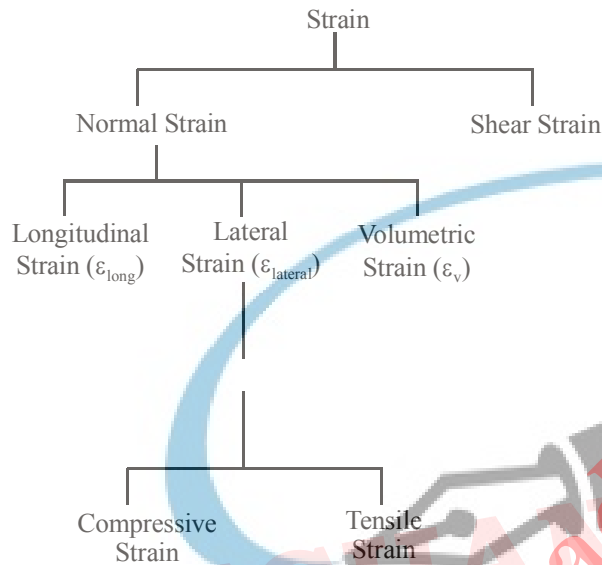 Strain
Normal Strain
Shear Strain
Longitudinal
Strain (εlong)
Lateral
Strain (εlateral)
Volumetric
Strain (εv)
Compressive
Strain
Tensile
Strain